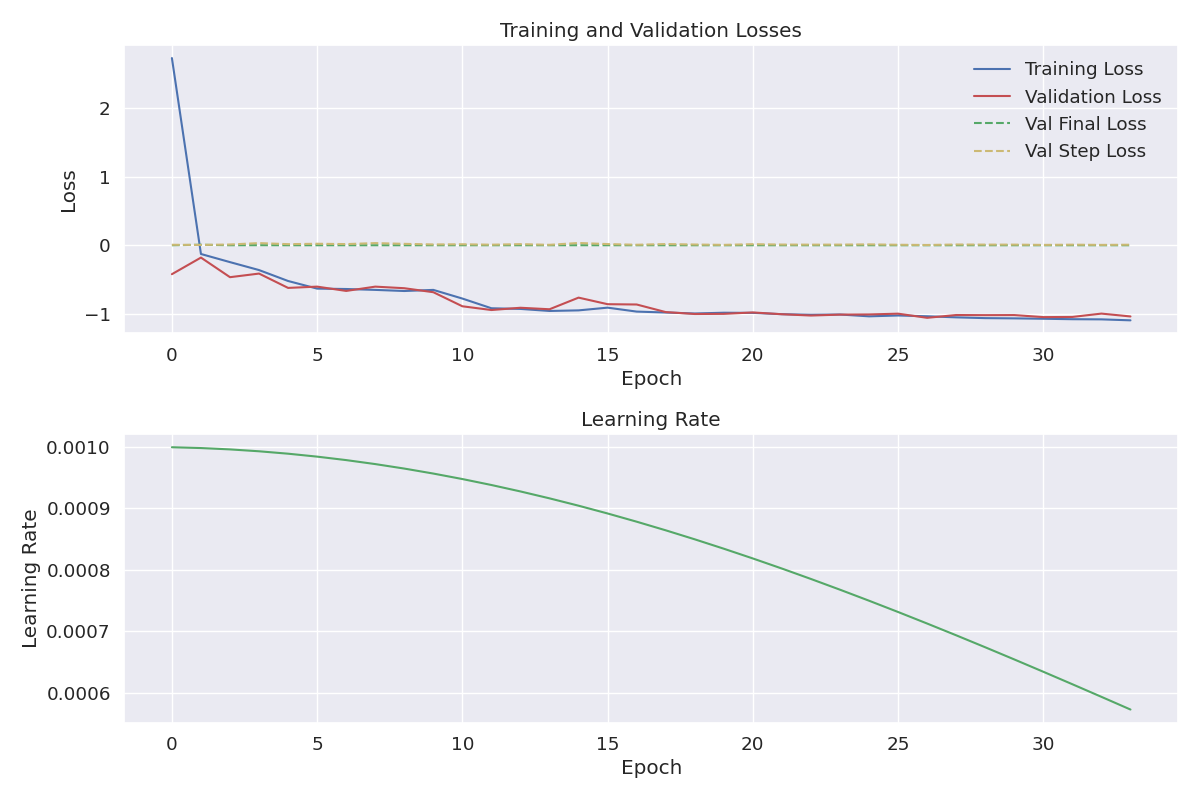 Training and Validation Losses
Training Loss
Validation Loss
Val Final Loss
Val Step Loss
Loss
2
1
0
−1
0 5 10 15 20 25 30
Epoch
Learning Rate
Learning Rate
0.0010
0.0009
0.0008
0.0007
0.0006
0 5 10 15 20 25 30
Epoch